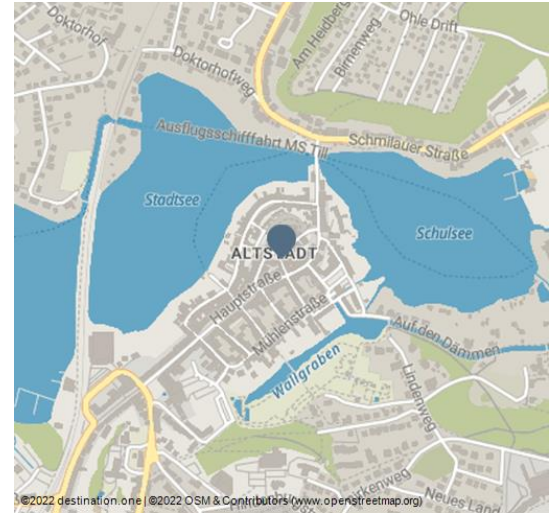 Doktorhof
Ohle Drift
Am Heidberg
Birnenweg
Doktorhofweg
Ausflugsschifffahrt MS Till
Schmilauer Straße
Stadtsee
Schulsee
ALTSTADT
Hauptstraße
Mühlenstraße
Auf den Dämmen
Wallgraben
Lindenweg
Neues Land
©2022 destination.one | ©2022 OSM & Contributors (www.openstreetmap.org)